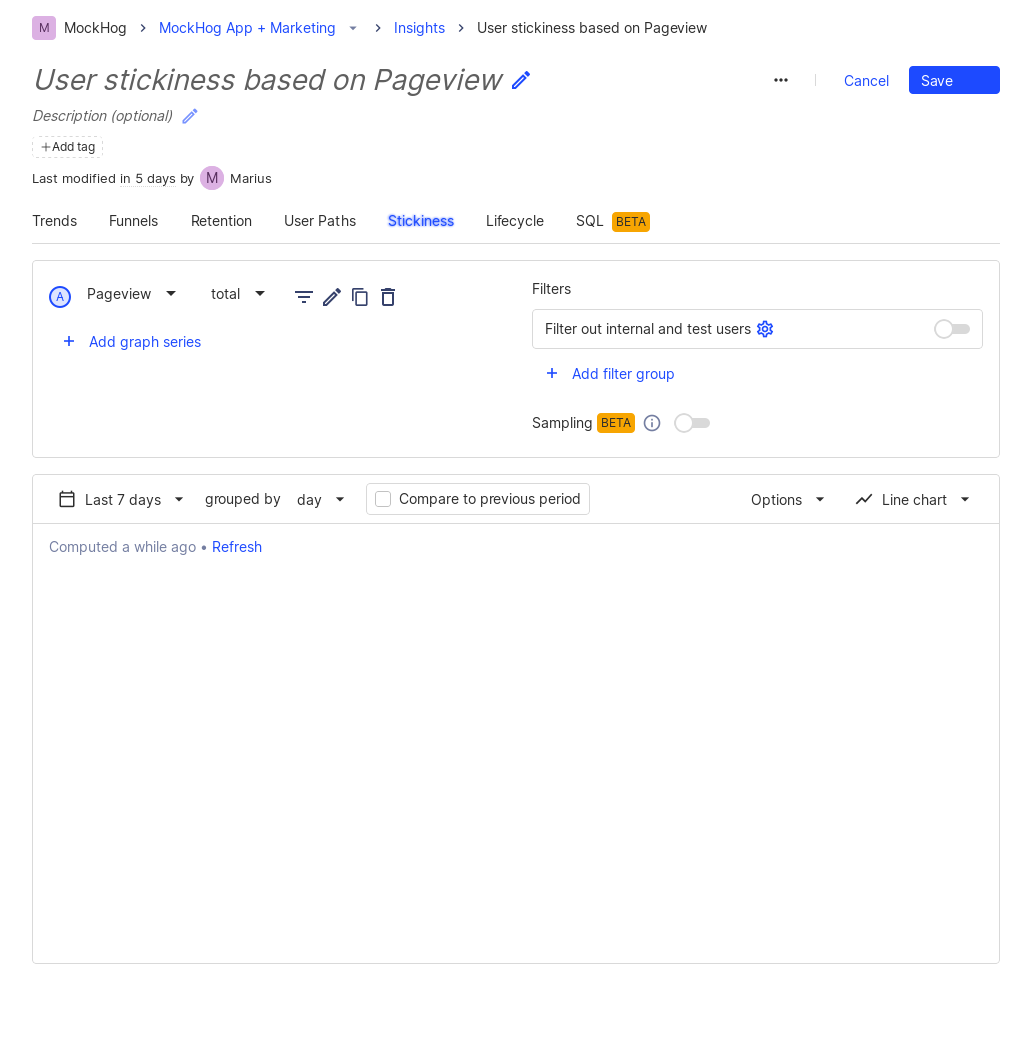 M MockHog MockHog App + Marketing Insights User stickiness based on Pageview
User stickiness based on Pageview
Cancel Save
Description (optional)
+Add tag
Last modified in 5 days by M Marius
Trends Funnels Retention User Paths Stickiness Lifecycle SQL BETA
A Pageview total
+ Add graph series
Filters
Filter out internal and test users
+ Add filter group
Sampling BETA
Last 7 days grouped by day Compare to previous period Options Line chart
Computed a while ago • Refresh